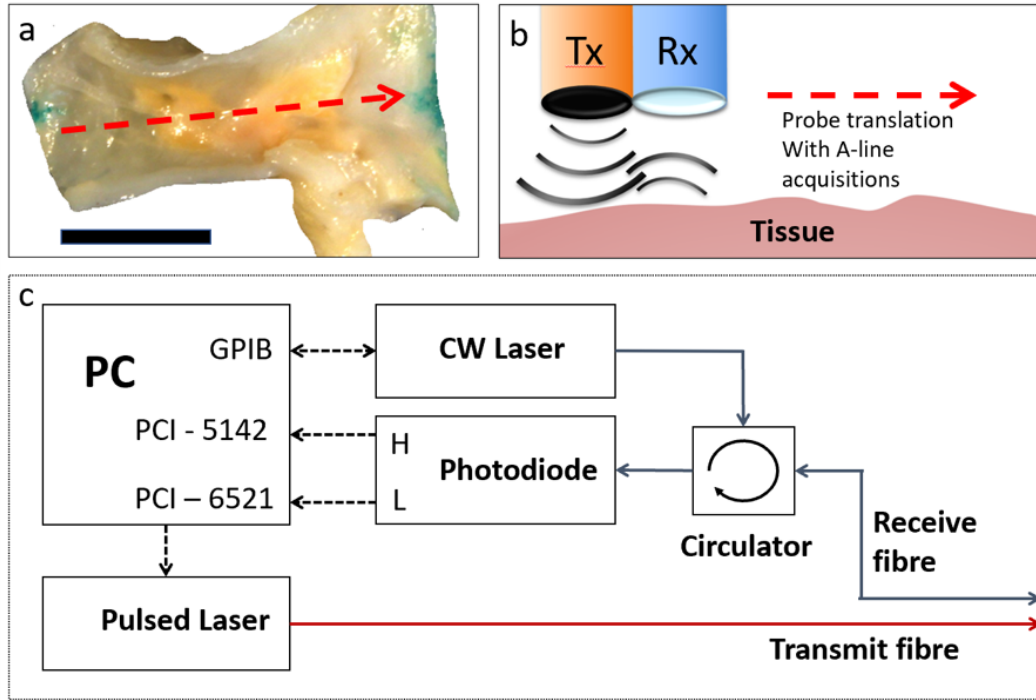 a
b
Tx
Rx
Probe translation
With A-line
acquisitions
Tissue
c
PC
GPIB
PCI - 5142
PCI – 6521
CW Laser
H
L
Photodiode
Circulator
Receive
fibre
Pulsed Laser
Transmit fibre